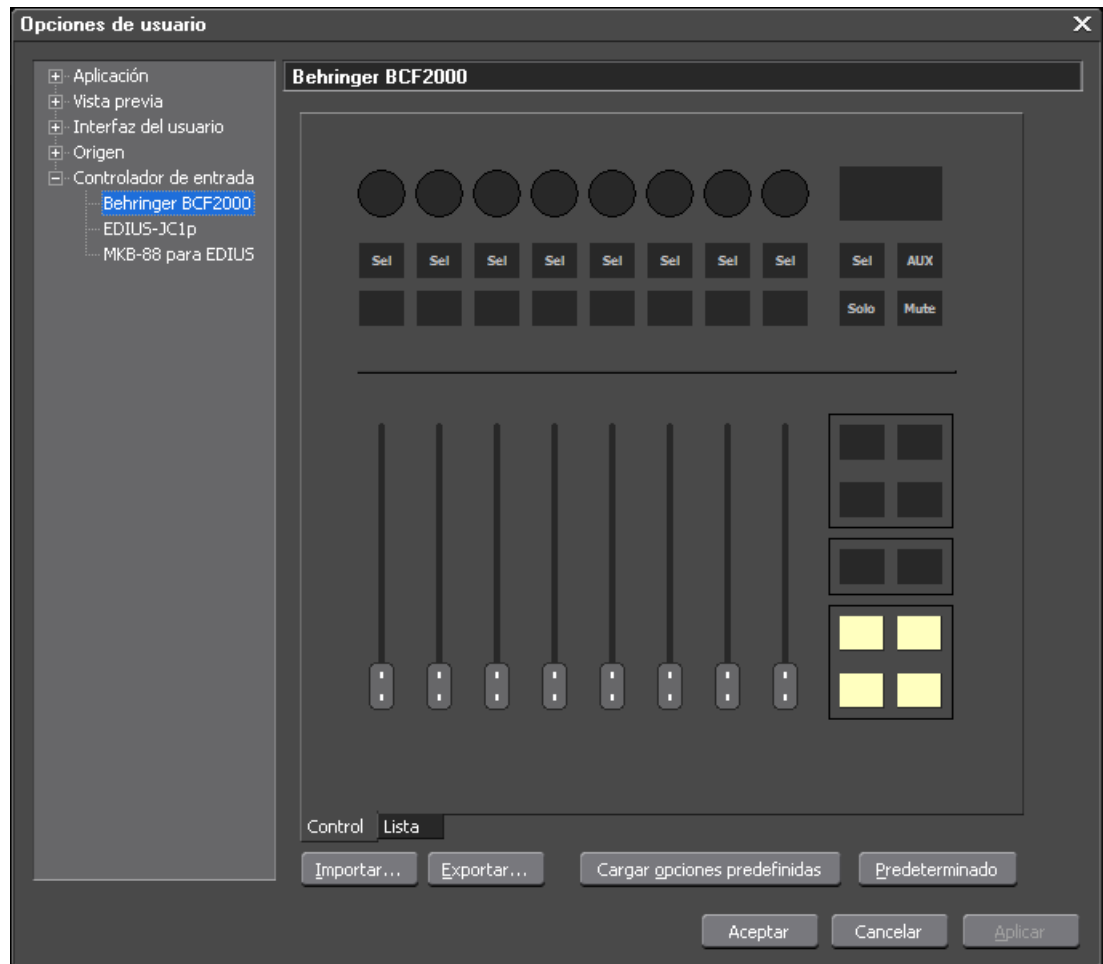 Opciones de usuario
Aplicación
Vista previa
Interfaz del usuario
Origen
Controlador de entrada
Behringer BCF2000
EDIUS-JC1p
MKB-88 para EDIUS
Behringer BCF2000
Sel Sel Sel Sel Sel Sel Sel Sel Sel AUX
Solo Mute
Control Lista
Importar... Exportar... Cargar opciones predefinidas Predeterminado
Aceptar Cancelar Aplicar